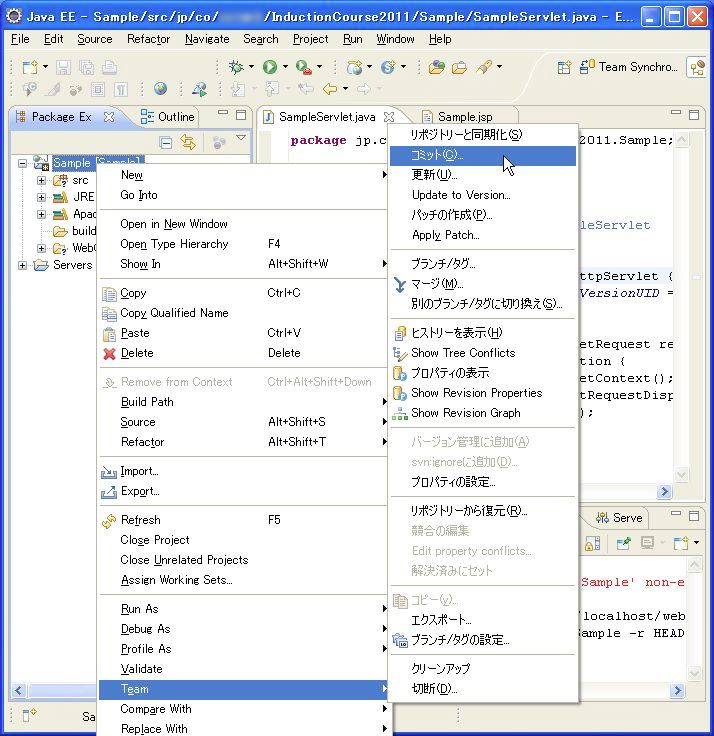 Java EE - Sample/src/jp/co/ /InductionCourse2011/Sample/SampleServlet.java - E...
File Edit Source Refactor Navigate Search Project Run Window Help
Team Synchro...
Package Ex Outline
SampleServlet.java Sample.jsp
package jp.c
2011.Sample;
Sample [Sample]
src
JRE
Apac
build
WebC
Servers
New
Go Into
Open in New Window
Open Type Hierarchy F4
Show In Alt+Shift+W
Copy Ctrl+C
Copy Qualified Name
Paste Ctrl+V
Delete Delete
Remove from Context Ctrl+Alt+Shift+Down
Build Path
Source Alt+Shift+S
Refactor Alt+Shift+T
Import...
Export...
Refresh F5
Close Project
Close Unrelated Projects
Assign Working Sets...
Run As
Debug As
Profile As
Validate
Team
Compare With
Replace With
リポジトリーと同期化(S)
コミット(C)...
更新(U)...
Update to Version...
パッチの作成(P)...
Apply Patch...
ブランチ/タグ...
マージ(M)...
別のブランチ/タグに切り換え(S)...
ヒストリーを表示(H)
Show Tree Conflicts
プロパティの表示
Show Revision Properties
Show Revision Graph
バージョン管理に追加(A)
svn:ignoreに追加(D)...
プロパティの設定...
リポジトリーから復元(R)...
競合の編集
Edit property conflicts...
解決済みにセット
コピー(y)...
エクスポート...
ブランチ/タグの設定...
クリーンアップ
切断(D)...
leServlet
ttpServlet {
VersionUID =
etRequest re
tion {
etContext();
etRequestDisp
);
Serve
Sample' non-e
/localhost/web
Sample -r HEAD
Sa